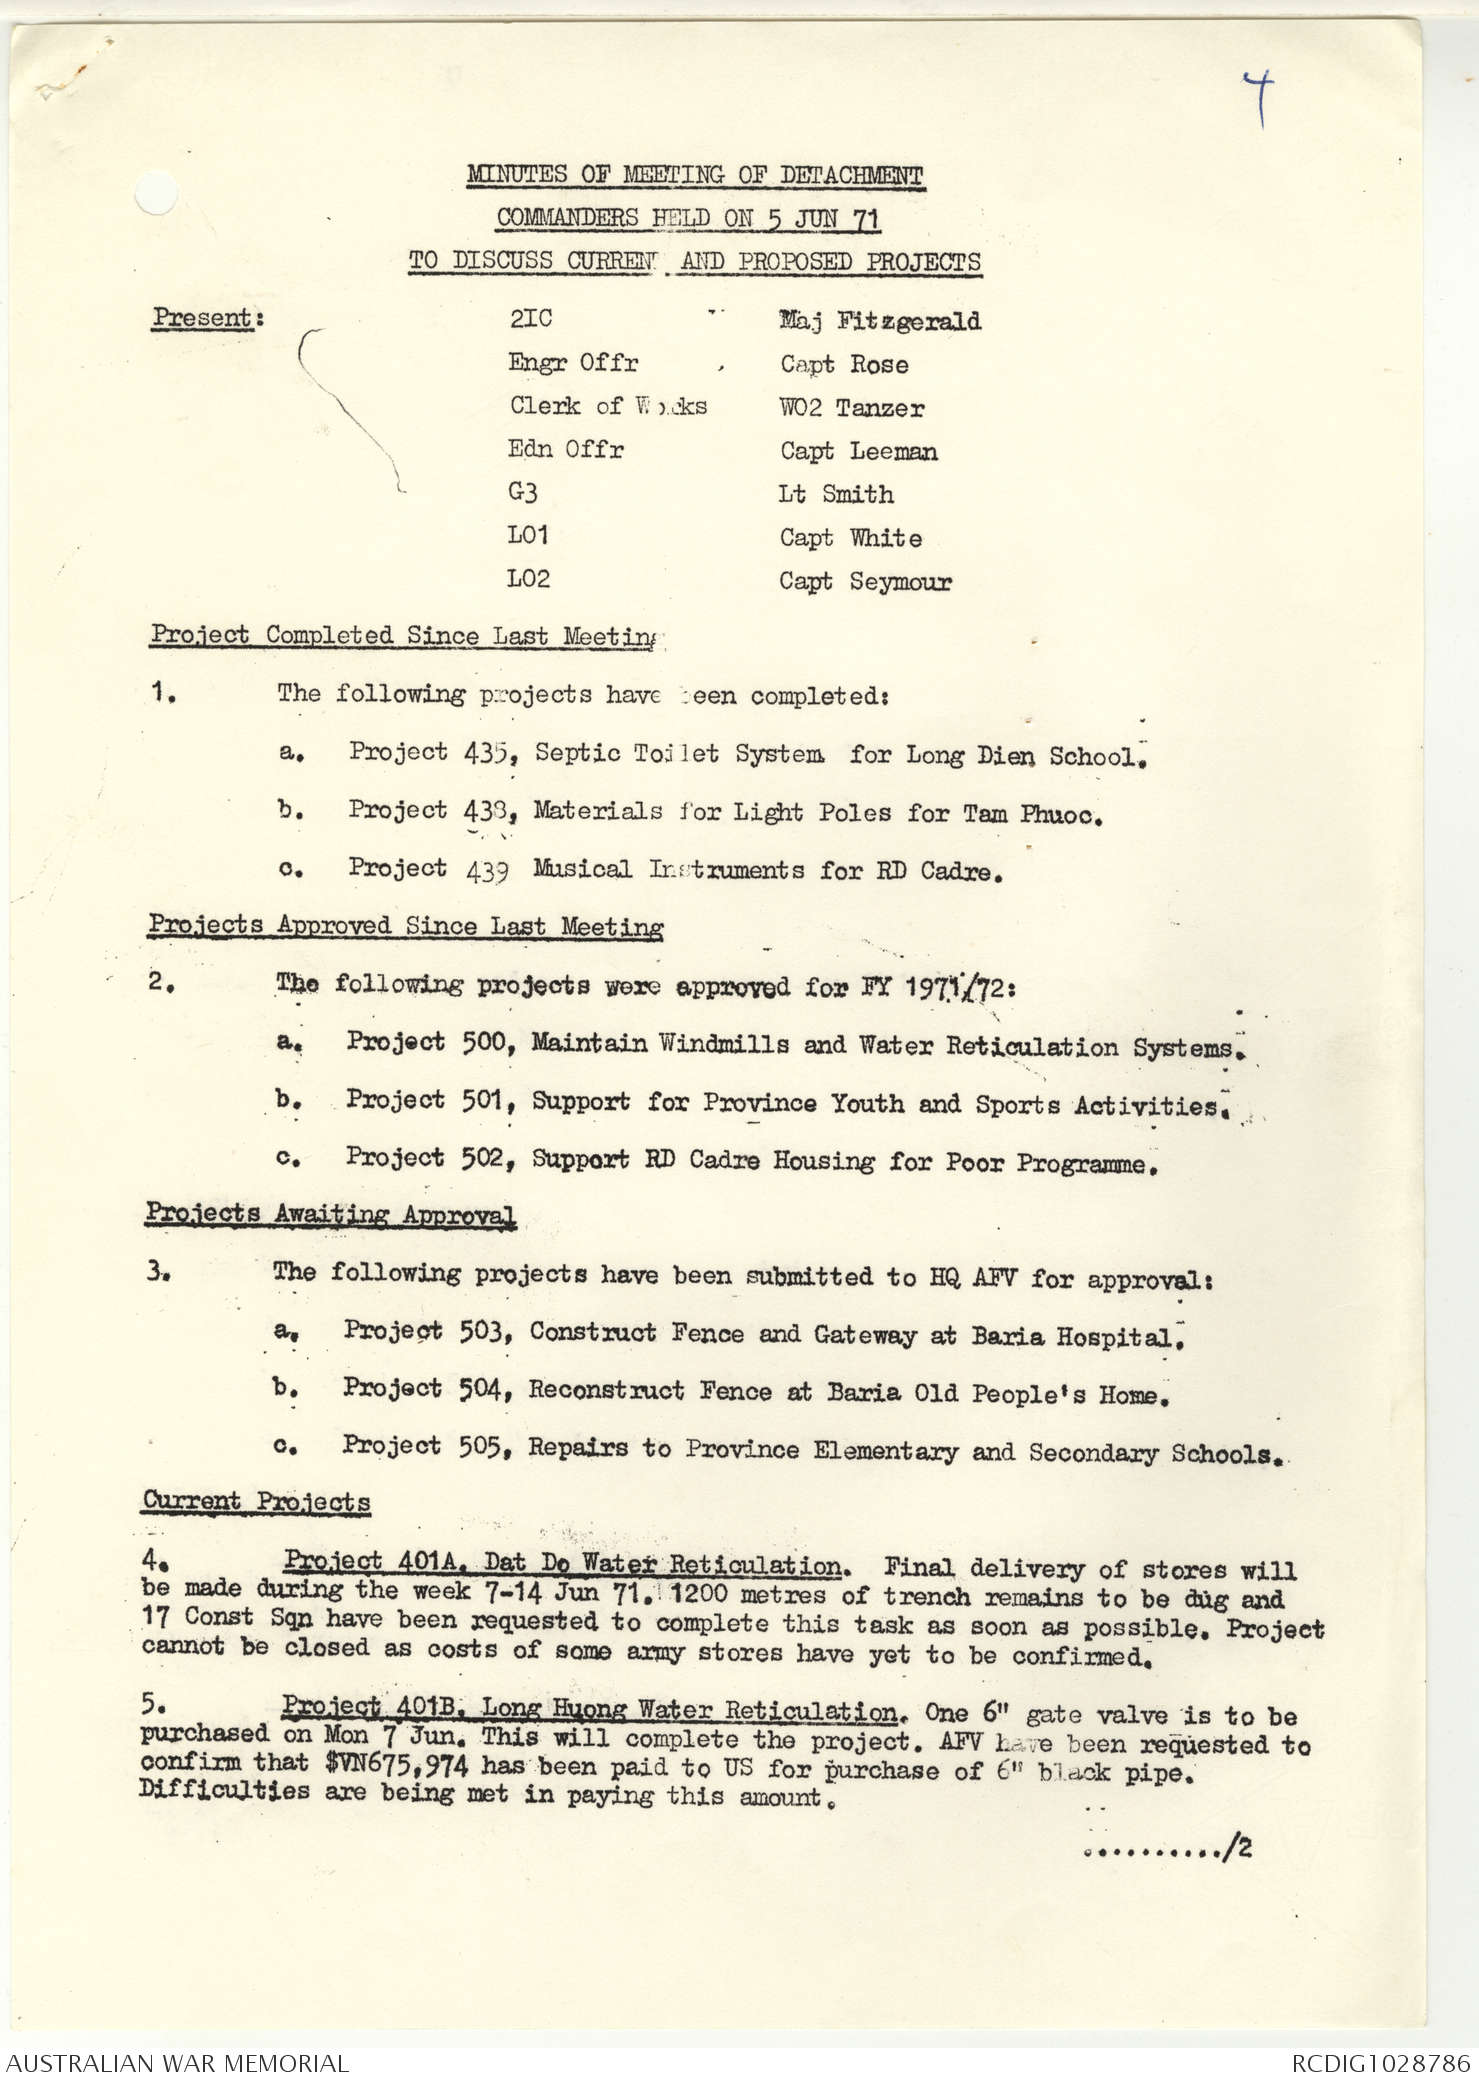 4
MINUTES OF MEETING OF DETACHMENT
COMMANDERS HELD ON 5 JUN 71
TO DISCUSS CURRENT AND PROPOSED PROJECTS
Present: 2IC Maj Fitzgerald
Engr Offr Capt Rose
Clerk of Works WO2 Tanzer
Edn Offr Capt Leeman
G3 Lt Smith
LO1 Capt White
LO2 Capt Seymour
Project Completed Since Last Meeting
1. The following projects have been completed:
a. Project 435, Septic Toilet System for Long Dien School.
b. Project 438, Materials for Light Poles for Tam Phuoc.
c. Project 439 Musical Instruments for RD Cadre.
Projects Approved Since Last Meeting
2. The following projects were approved for FY 1971/72:
a. Project 500, Maintain Windmills and Water Reticulation Systems.
b. Project 501, Support for Province Youth and Sports Activities.
c. Project 502, Support RD Cadre Housing for Poor Programme.
Projects Awaiting Approval
3. The following projects have been submitted to HQ AFV for approval:
a. Project 503, Construct Fence and Gateway at Baria Hospital.
b. Project 504, Reconstruct Fence at Baria Old People's Home.
c. Project 505, Repairs to Province Elementary and Secondary Schools.
Current Projects
4. Project 401A. Dat Do Water Reticulation. Final delivery of stores will
be made during the week 7-14 Jun 71. 1200 metres of trench remains to be dug and
17 Const Sqn have been requested to complete this task as soon as possible. Project
cannot be closed as costs of some army stores have yet to be confirmed.
5. Project 401B. Long Huong Water Reticulation. One 6" gate valve is to be
purchased on Mon 7 Jun. This will complete the project. AFV have been requested to
confirm that $VN675,974 has been paid to US for purchase of 6" black pipe.
Difficulties are being met in paying this amount.
........../2
AUSTRALIAN WAR MEMORIAL RCDIG1028786